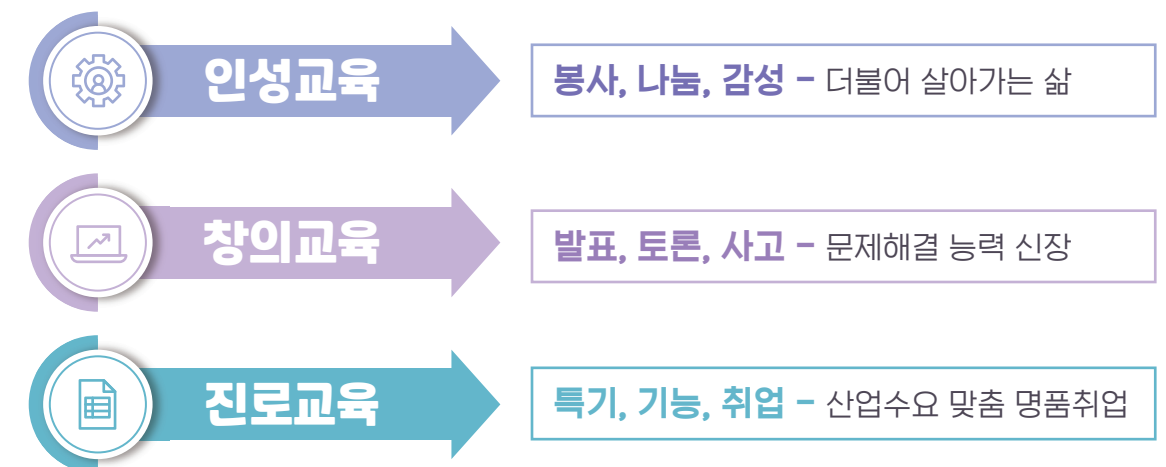 인성교육
봉사, 나눔, 감성 - 더불어 살아가는 삶
창의교육
발표, 토론, 사고 - 문제해결 능력 신장
진로교육
특기, 기능, 취업 - 산업수요 맞춤 명품취업